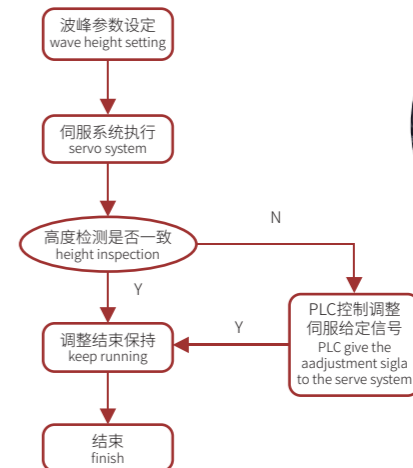 波峰参数设定
wave height setting
伺服系统执行
servo system
高度检测是否一致
height inspection
N
Y
PLC控制调整
伺服给定信号
PLC give the
aadjustment sigla
to the serve system
Y
调整结束保持
keep running
结束
finish